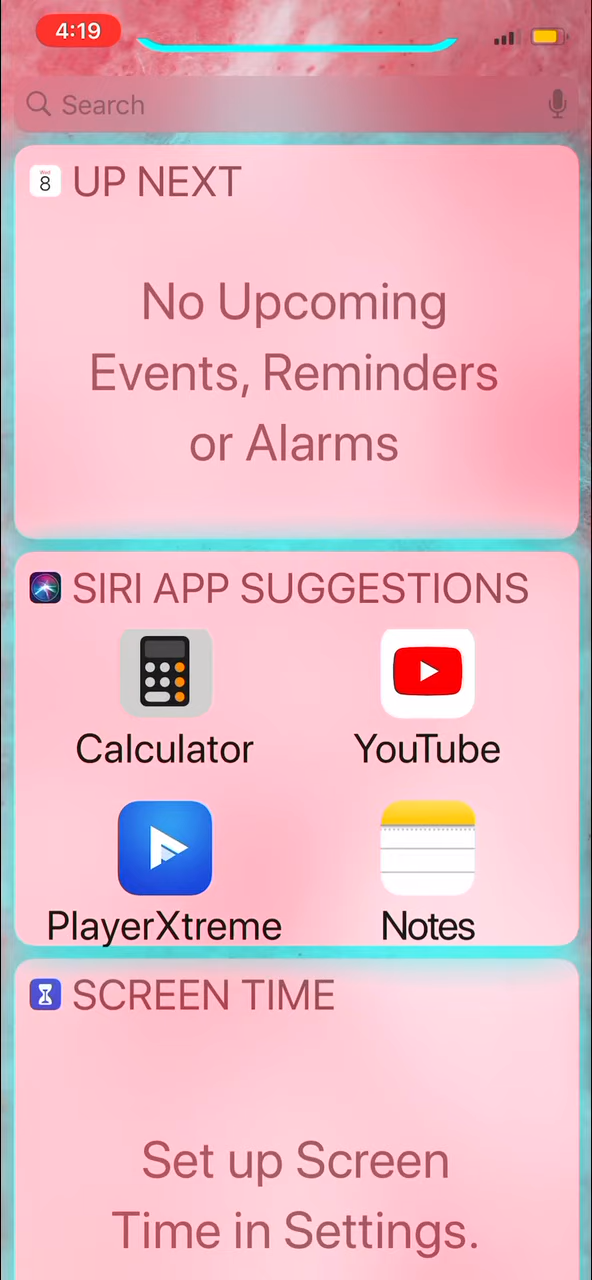 4:19
Search
Wed
8
UP NEXT
No Upcoming
Events, Reminders
or Alarms
SIRI APP SUGGESTIONS
Calculator
YouTube
PlayerXtreme
Notes
SCREEN TIME
Set up Screen
Time in Settings.